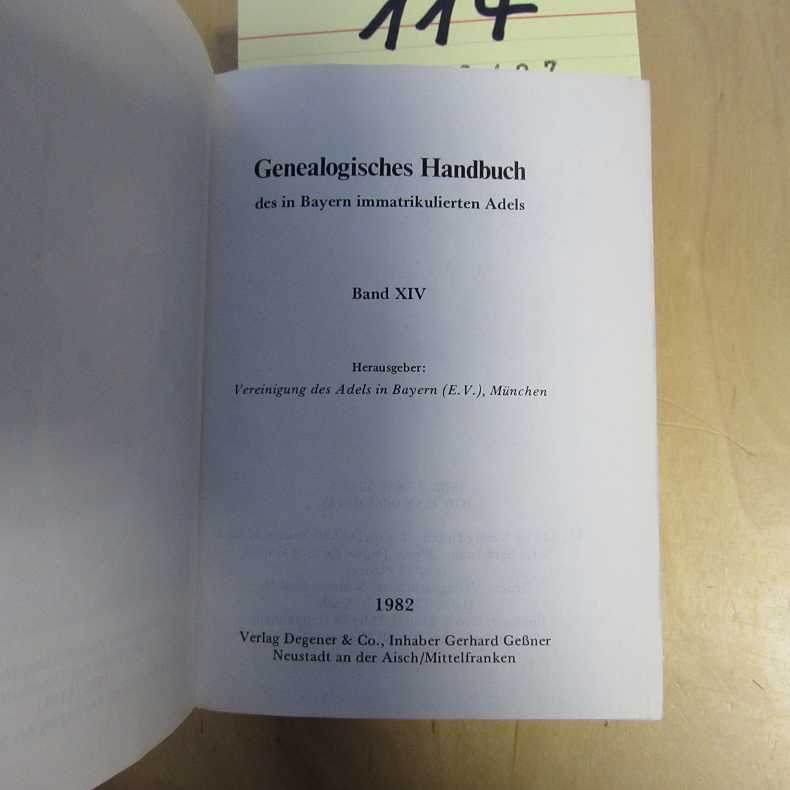 114
Genealogisches Handbuch
des in Bayern immatrikulierten Adels
Band XIV
Herausgeber:
Vereinigung des Adels in Bayern (E.V.), München
1982
Verlag Degener & Co., Inhaber Gerhard Geßner
Neustadt an der Aisch/Mittelfranken